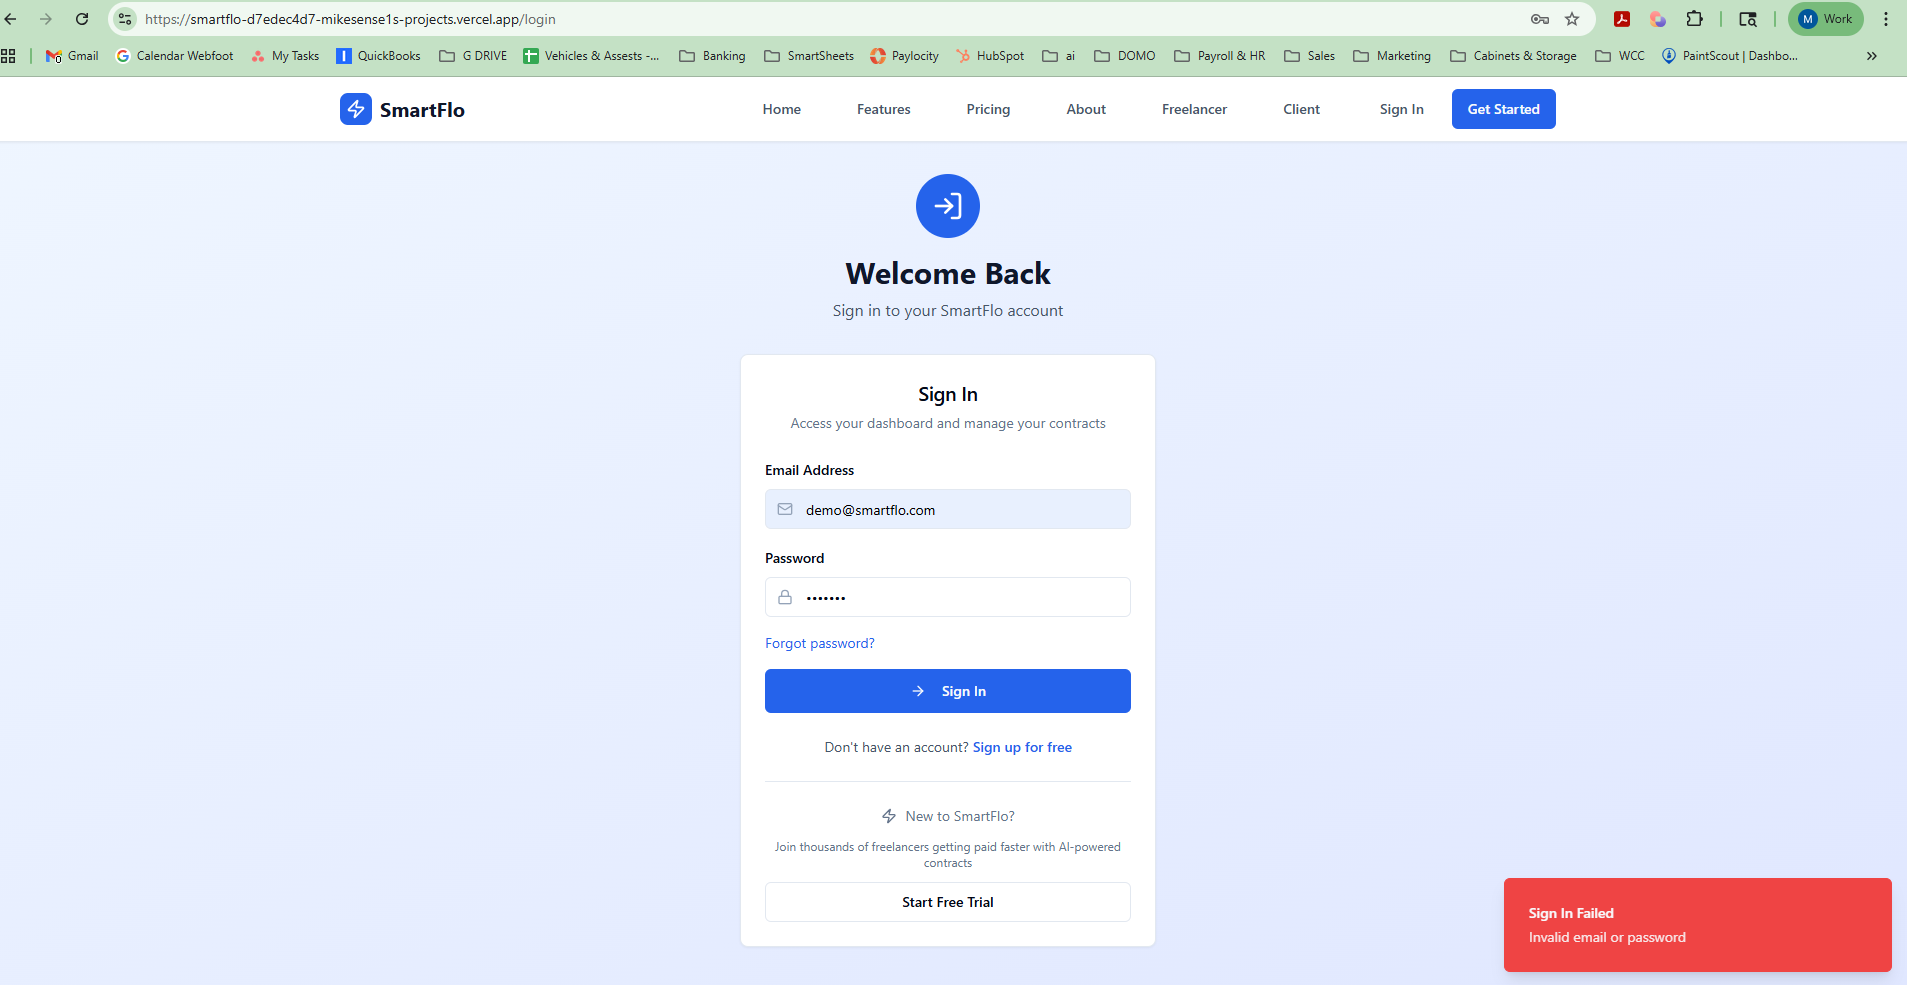 https://smartflo-d7edec4d7-mikesense1s-projects.vercel.app/login
M Work
Gmail Calendar Webfoot My Tasks QuickBooks G DRIVE Vehicles & Assests -... Banking SmartSheets Paylocity HubSpot ai DOMO Payroll & HR Sales Marketing Cabinets & Storage WCC PaintScout | Dashbo... »
SmartFlo Home Features Pricing About Freelancer Client Sign In Get Started
Welcome Back
Sign in to your SmartFlo account
Sign In
Access your dashboard and manage your contracts
Email Address
demo@smartflo.com
Password
•••••••
Forgot password?
Sign In
Don't have an account? Sign up for free
New to SmartFlo?
Join thousands of freelancers getting paid faster with AI-powered
contracts
Start Free Trial
Sign In Failed
Invalid email or password